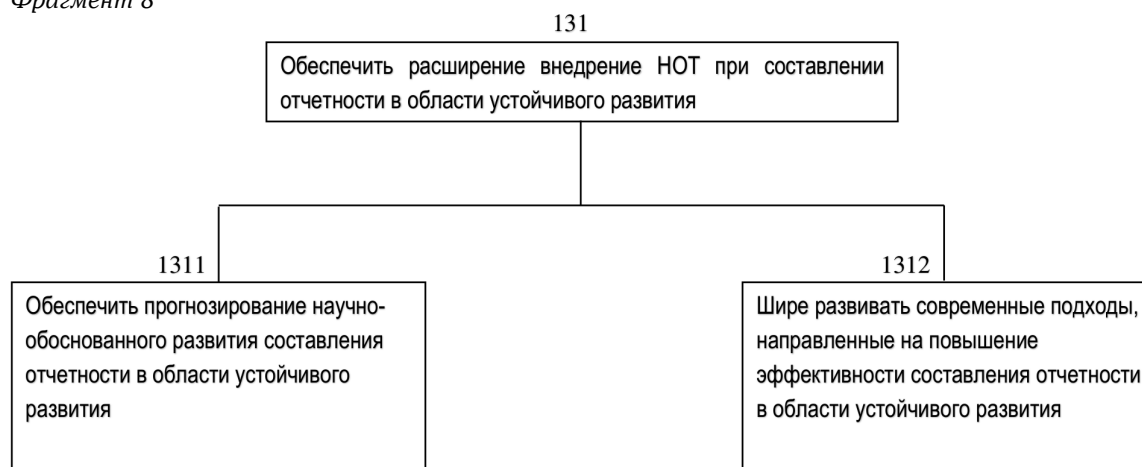 Фрагмент 8
131
Обеспечить расширение внедрение НОТ при составлении
отчетности в области устойчивого развития
1311
1312
Обеспечить прогнозирование научно-
обоснованного развития составления
отчетности в области устойчивого
развития
Шире развивать современные подходы,
направленные на повышение
эффективности составления отчетности
в области устойчивого развития